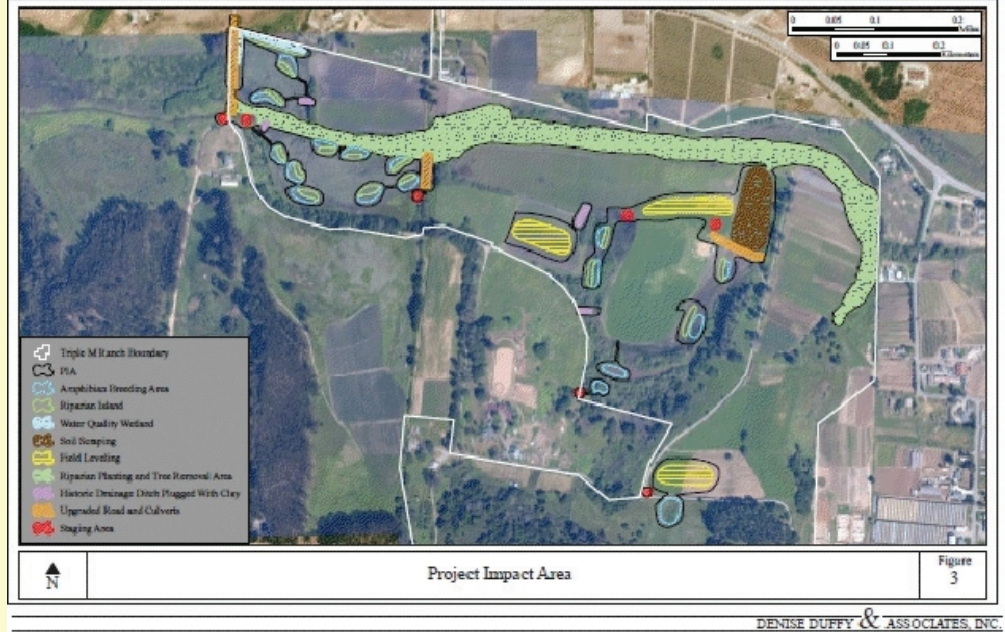 0 0.05 0.1 0.2
Miles
0 0.05 0.1 0.2
Kilometers
Triple M Ranch Boundary
PIA
Amphibian Breeding Area
Riparian Island
Water Quality Wetland
Soil Scraping
Field Leveling
Riparian Planting and Tree Removal Area
Historic Drainage Ditch Plugged With Clay
Upgraded Road and Culverts
Staging Area
N
Project Impact Area
Figure
3
DENISE DUFFY & ASSOCIATES, INC.